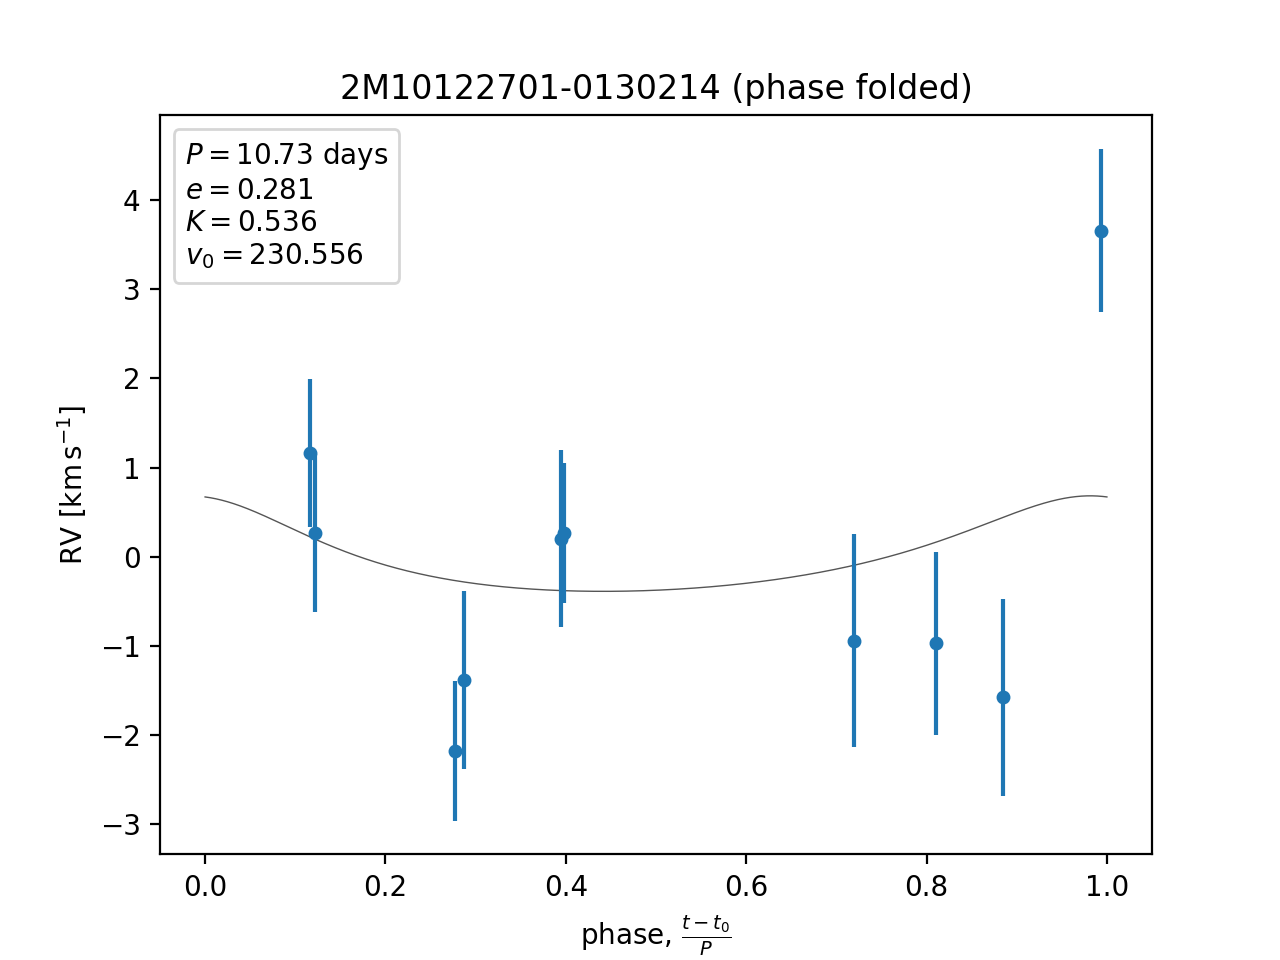 2M10122701-0130214 (phase folded)
P = 10.73 days
e = 0.281
K = 0.536
v₀ = 230.556
4
3
2
1
0
−1
−2
−3
RV [km s⁻¹]
0.0 0.2 0.4 0.6 0.8 1.0
phase, (t − t₀)/P